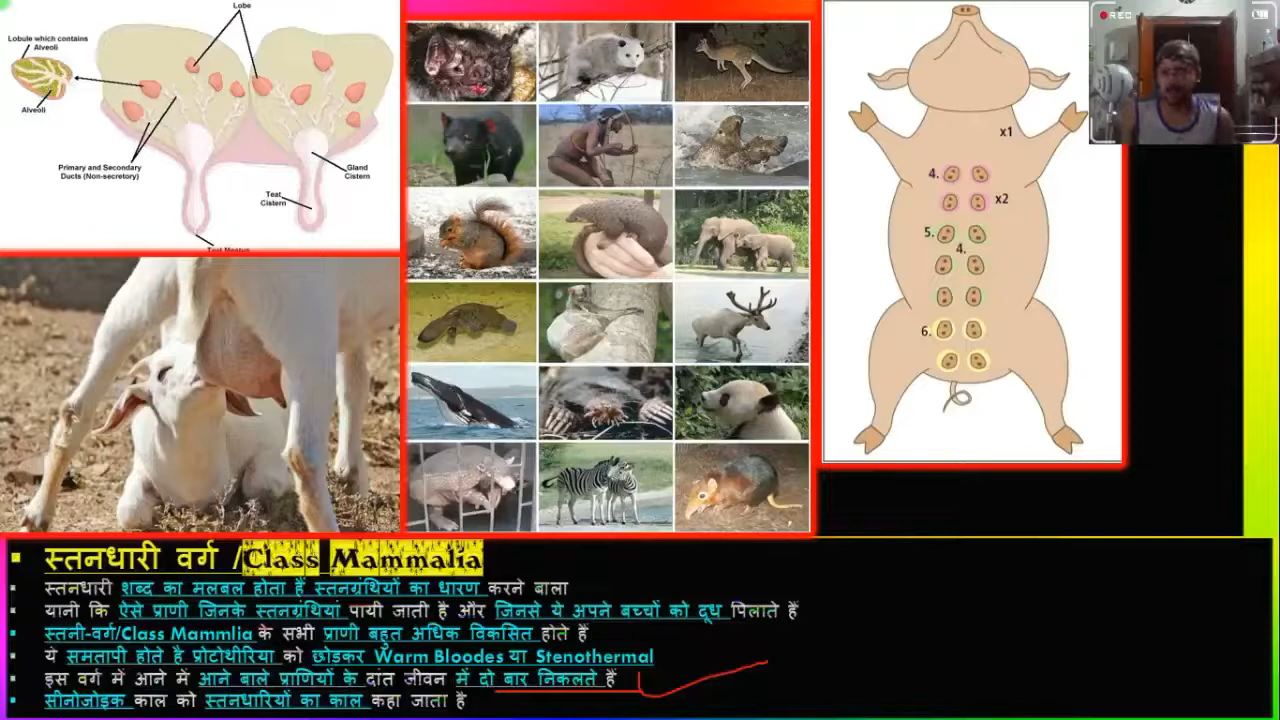 Lobe
Lobule which contains
Alveoli
Alveoli
Primary and Secondary
Ducts (Non-secretory)
Gland
Cistern
Teat
Cistern
x1
4.
x2
5.
4.
6.
REC
स्तनधारी वर्ग /Class Mammalia
स्तनधारी शब्द का मलबल होता हैं स्तनग्रंथियों का धारण करने बाला
यानी कि ऐसे प्राणी जिनके स्तनग्रंथियां पायी जाती है और जिनसे ये अपने बच्चों को दूध पिलाते हैं
स्तनी-वर्ग/Class Mammlia के सभी प्राणी बहुत अधिक विकसित होते हैं
ये समतापी होते है प्रोटोथीरिया को छोड़कर Warm Bloodes या Stenothermal
इस वर्ग में आने में आने बाले प्राणियों के दांत जीवन में दो बार निकलते हैं
सीनोजोइक काल को स्तनधारियों का काल कहा जाता है